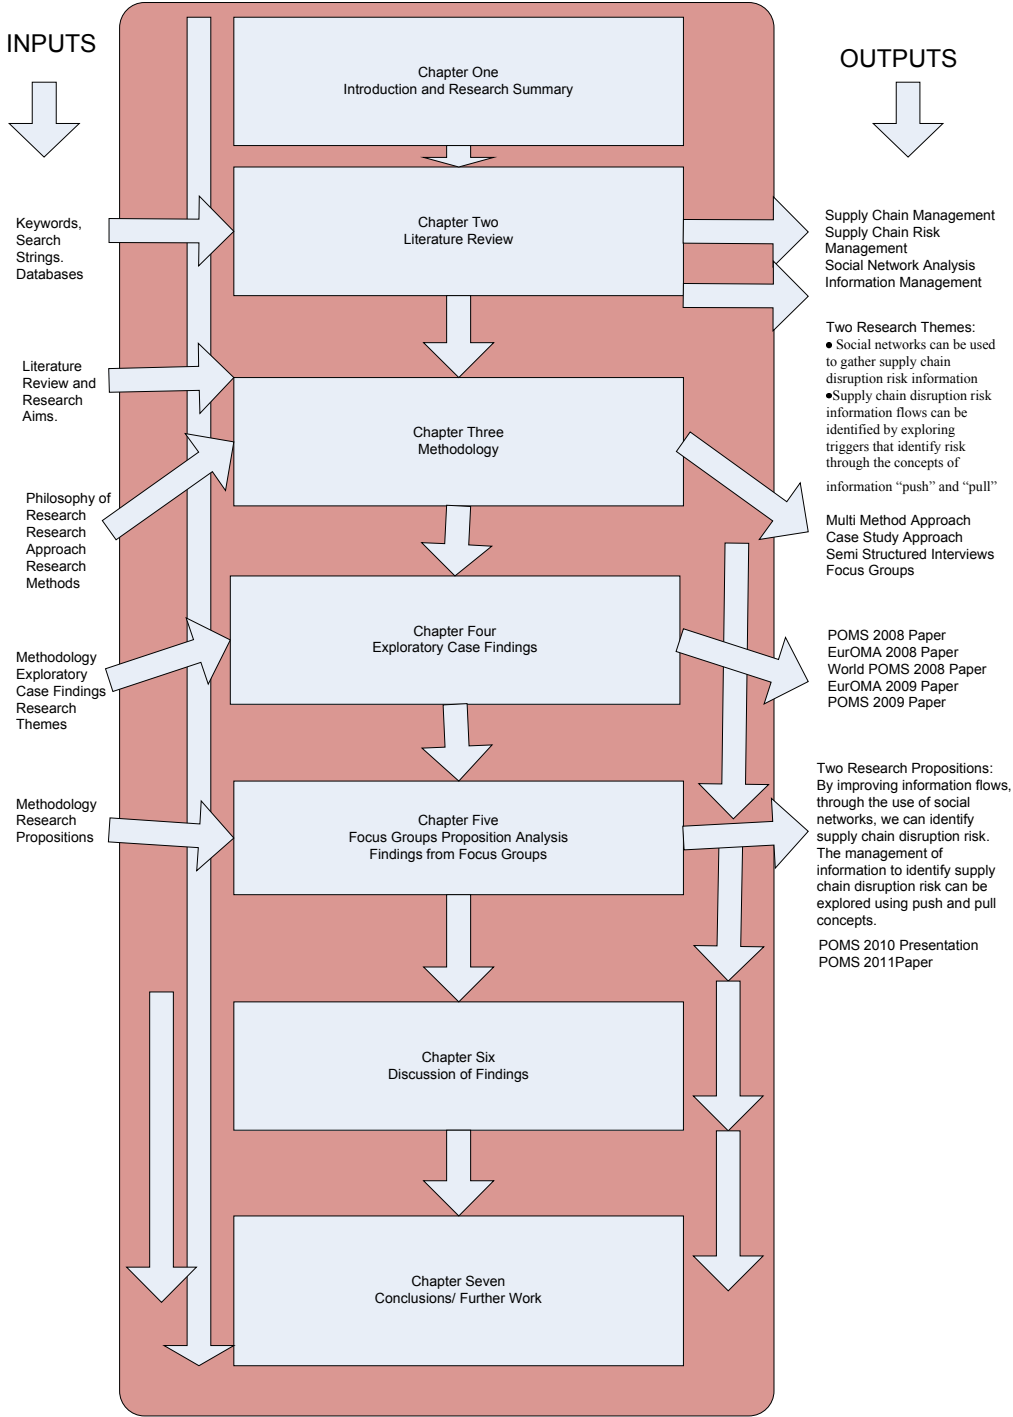 INPUTS
OUTPUTS
Chapter One
Introduction and Research Summary
Chapter Two
Literature Review
Keywords,
Search
Strings.
Databases
Supply Chain Management
Supply Chain Risk
Management
Social Network Analysis
Information Management
Two Research Themes:
● Social networks can be used
to gather supply chain
disruption risk information
●Supply chain disruption risk
information flows can be
identified by exploring
triggers that identify risk
through the concepts of
information “push” and “pull”
Literature
Review and
Research
Aims.
Chapter Three
Methodology
Philosophy of
Research
Research
Approach
Research
Methods
Multi Method Approach
Case Study Approach
Semi Structured Interviews
Focus Groups
Chapter Four
Exploratory Case Findings
Methodology
Exploratory
Case Findings
Research
Themes
POMS 2008 Paper
EurOMA 2008 Paper
World POMS 2008 Paper
EurOMA 2009 Paper
POMS 2009 Paper
Methodology
Research
Propositions
Chapter Five
Focus Groups Proposition Analysis
Findings from Focus Groups
Two Research Propositions:
By improving information flows,
through the use of social
networks, we can identify
supply chain disruption risk.
The management of
information to identify supply
chain disruption risk can be
explored using push and pull
concepts.
POMS 2010 Presentation
POMS 2011Paper
Chapter Six
Discussion of Findings
Chapter Seven
Conclusions/ Further Work